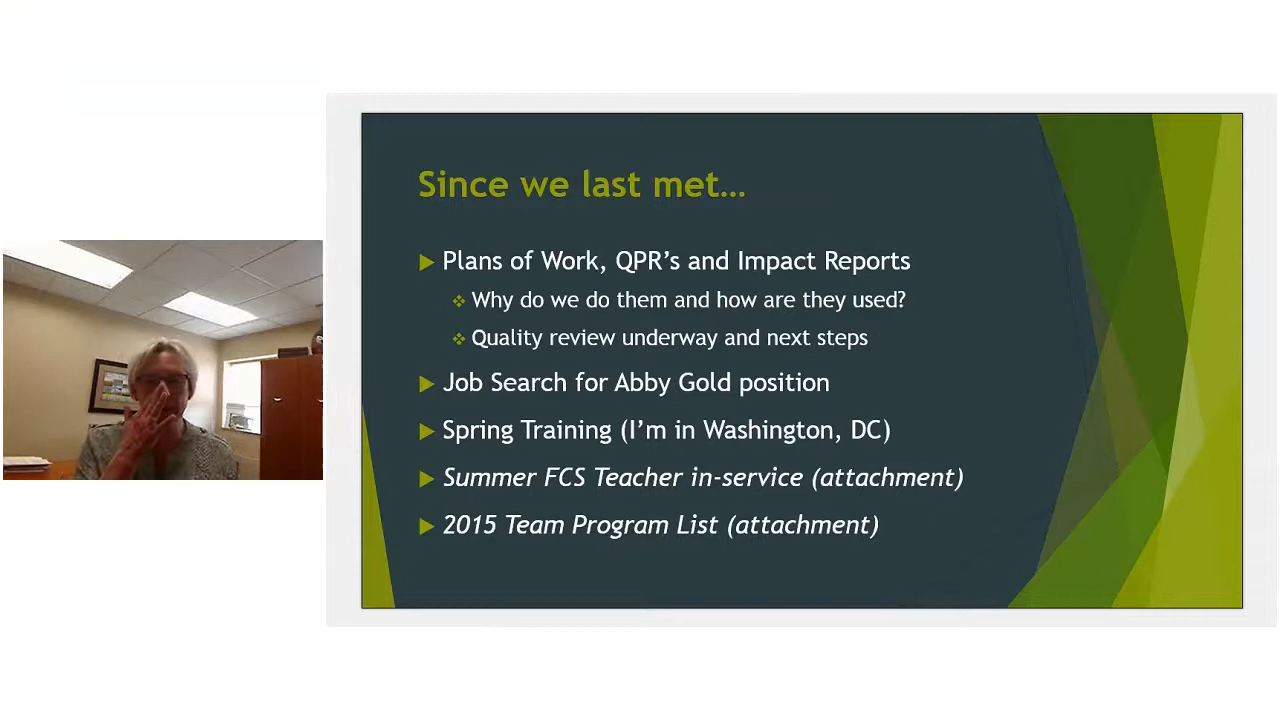 Since we last met…
Plans of Work, QPR’s and Impact Reports
Why do we do them and how are they used?
Quality review underway and next steps
Job Search for Abby Gold position
Spring Training (I’m in Washington, DC)
Summer FCS Teacher in-service (attachment)
2015 Team Program List (attachment)